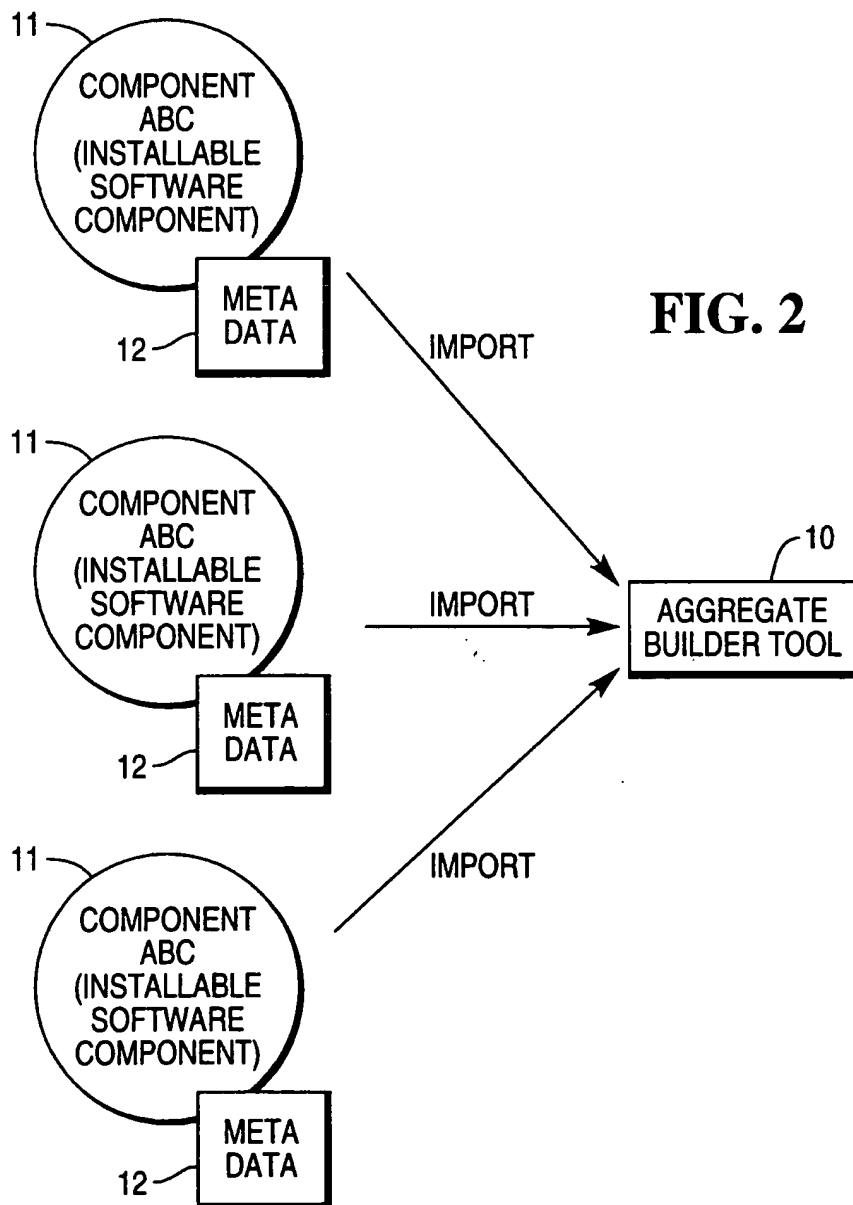 11
COMPONENT
ABC
(INSTALLABLE
SOFTWARE
COMPONENT)
META
DATA
12
IMPORT
FIG. 2
11
COMPONENT
ABC
(INSTALLABLE
SOFTWARE
COMPONENT)
META
DATA
12
IMPORT
10
AGGREGATE
BUILDER TOOL
11
COMPONENT
ABC
(INSTALLABLE
SOFTWARE
COMPONENT)
META
DATA
12
IMPORT